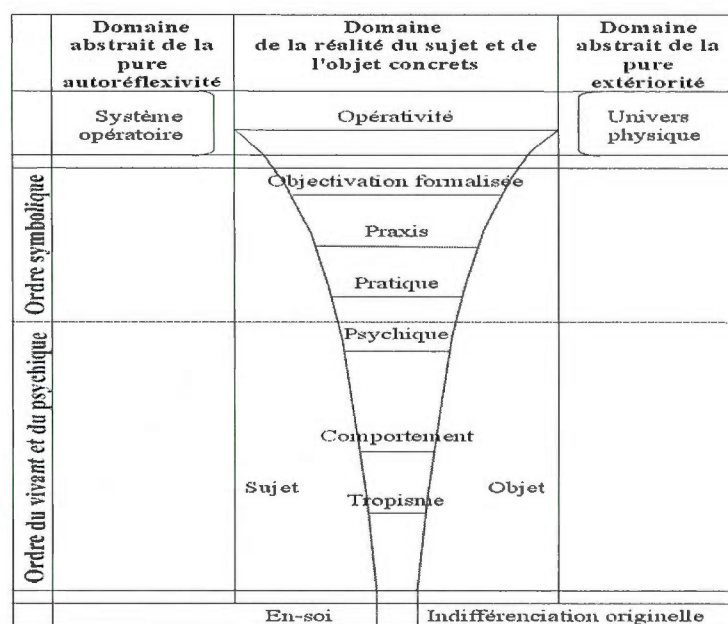 Domaine
abstrait de la
pure
autoréflexivité
Domaine
de la réalité du sujet et de
l'objet concrets
Domaine
abstrait de la
pure
extériorité
Système
opératoire
Opérativité
Univers
physique
Ordre symbolique
Objectivation formalisée
Praxis
Pratique
Ordre du vivant et du psychique
Psychique
Comportement
Sujet
Tropisme
Objet
En-soi
Indifférenciation originelle